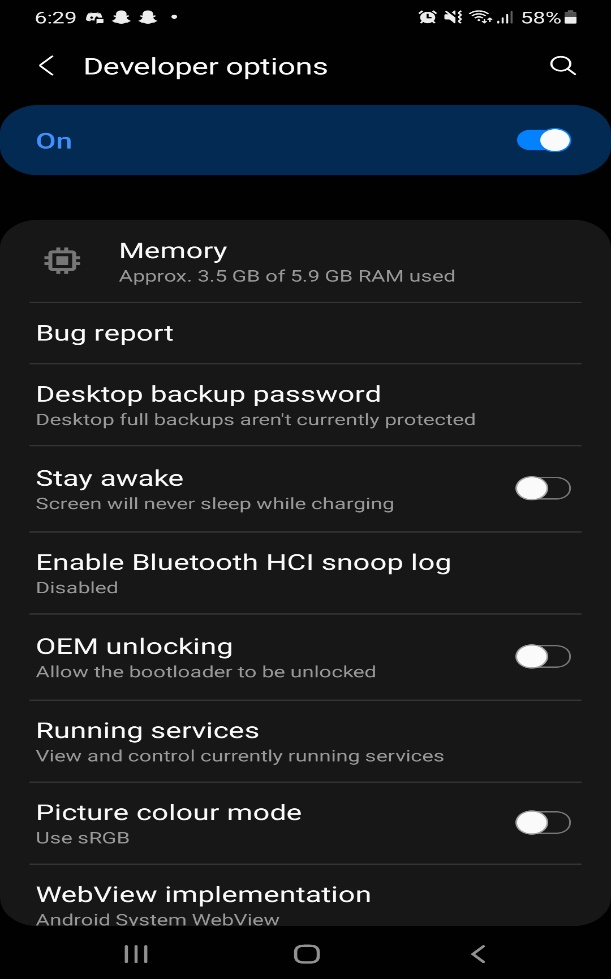 6:29
58%
Developer options
On
Memory
Approx. 3.5 GB of 5.9 GB RAM used
Bug report
Desktop backup password
Desktop full backups aren't currently protected
Stay awake
Screen will never sleep while charging
Enable Bluetooth HCI snoop log
Disabled
OEM unlocking
Allow the bootloader to be unlocked
Running services
View and control currently running services
Picture colour mode
Use sRGB
WebView implementation
Android System WebView